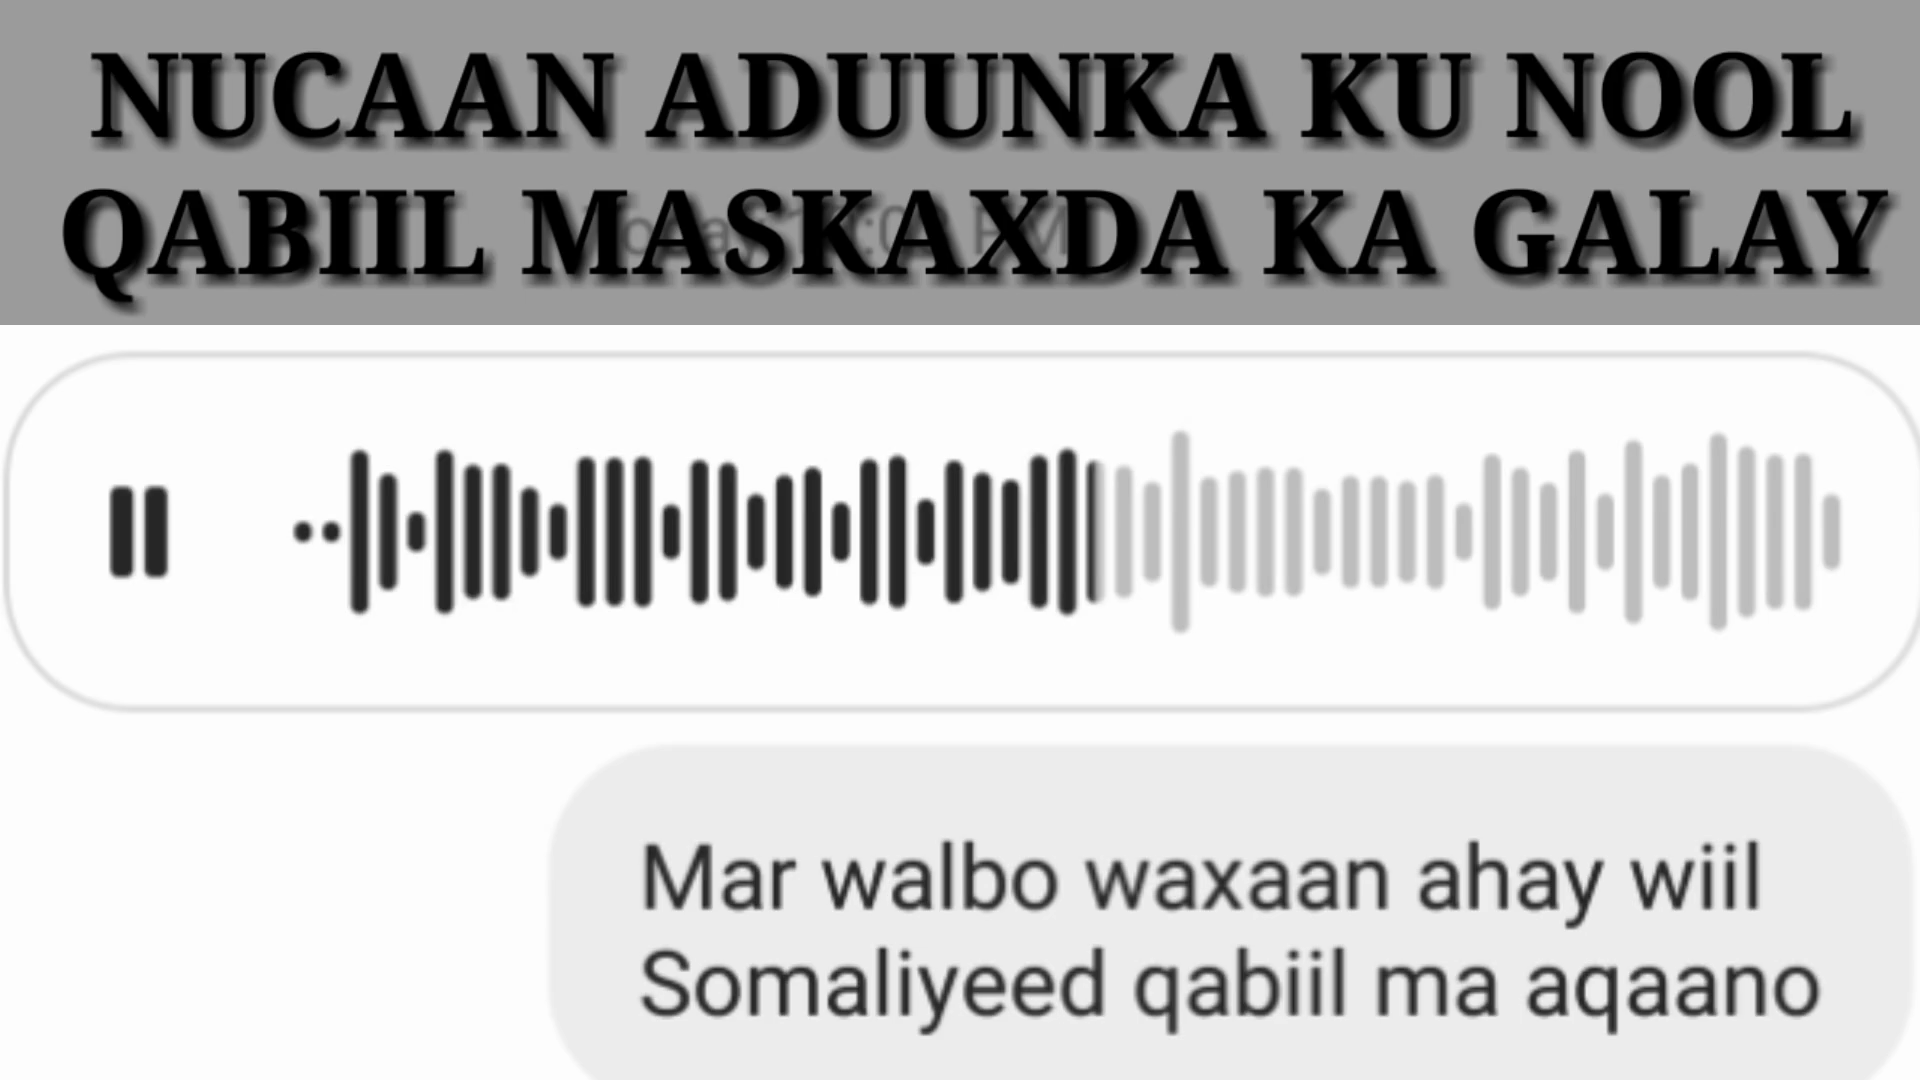 NUCAAN ADUUNKA KU NOOL
QABIIL MASKAXDA KA GALAY
Mar walbo waxaan ahay wiil
Somaliyeed qabiil ma aqaano